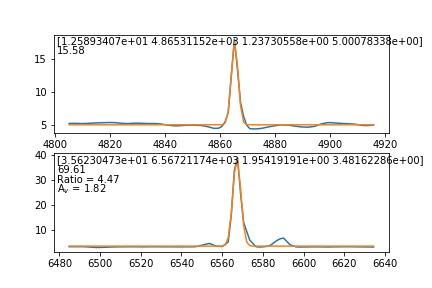 [1.25893407e+01 4.86531152e+03 1.23730558e+00 5.00078338e+00]
15.58
15
10
5
4800 4820 4840 4860 4880 4900 4920
[3.56230473e+01 6.56721174e+03 1.95419191e+00 3.48162286e+00]
69.61
Ratio = 4.47
Aᵥ = 1.82
40
30
20
10
6480 6500 6520 6540 6560 6580 6600 6620 6640